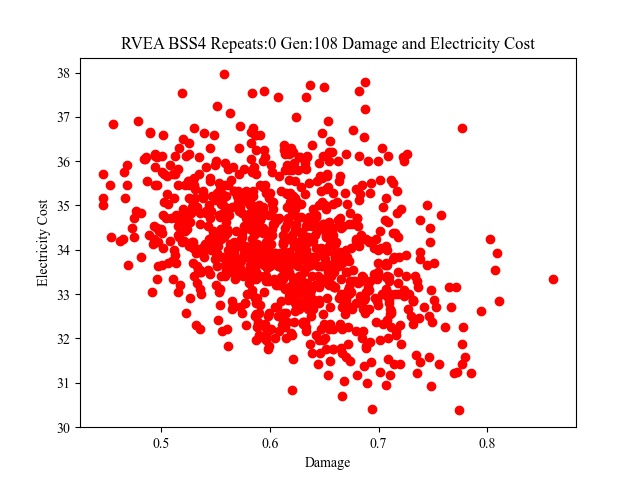 RVEA BSS4 Repeats:0 Gen:108 Damage and Electricity Cost
38
37
36
35
34
33
32
31
30
Electricity Cost
0.5 0.6 0.7 0.8
Damage